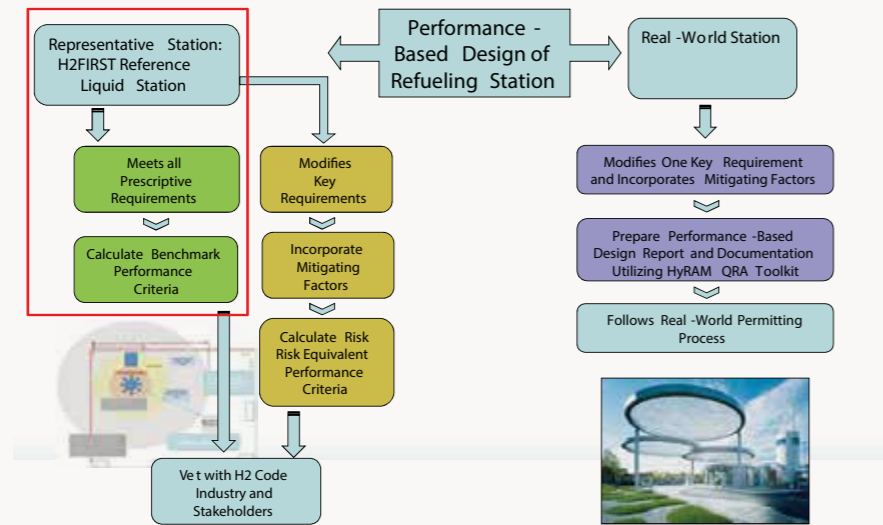 Performance -
Based Design of
Refueling Station
Representative Station:
H2FIRST Reference
Liquid Station
Real -World Station
Meets all
Prescriptive
Requirements
Calculate Benchmark
Performance
Criteria
Modifies
Key
Requirements
Incorporate
Mitigating
Factors
Calculate Risk
Risk Equivalent
Performance
Criteria
Vet with H2 Code
Industry and
Stakeholders
Modifies One Key Requirement
and Incorporates Mitigating Factors
Prepare Performance -Based
Design Report and Documentation
Utilizing HyRAM QRA Toolkit
Follows Real -World Permitting
Process